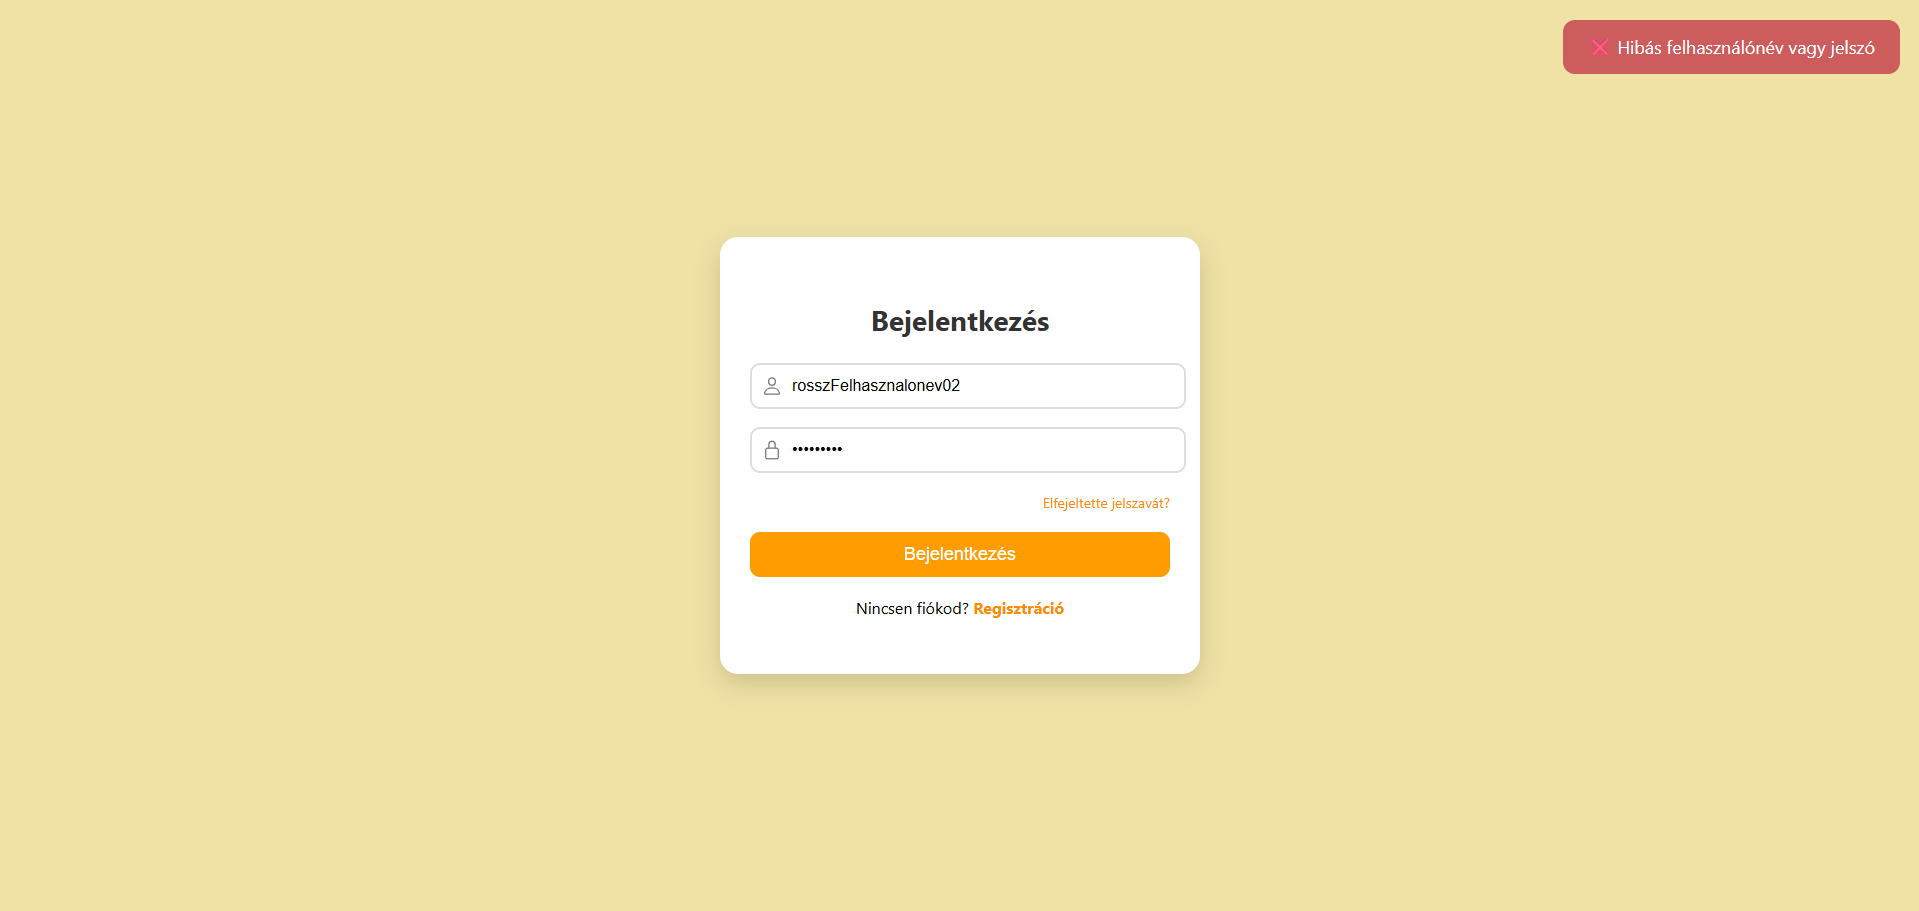 Hibás felhasználónév vagy jelszó
Bejelentkezés
rosszFelhasznalonev02
•••••••••
Elfejeltette jelszavát?
Bejelentkezés
Nincsen fiókod? Regisztráció